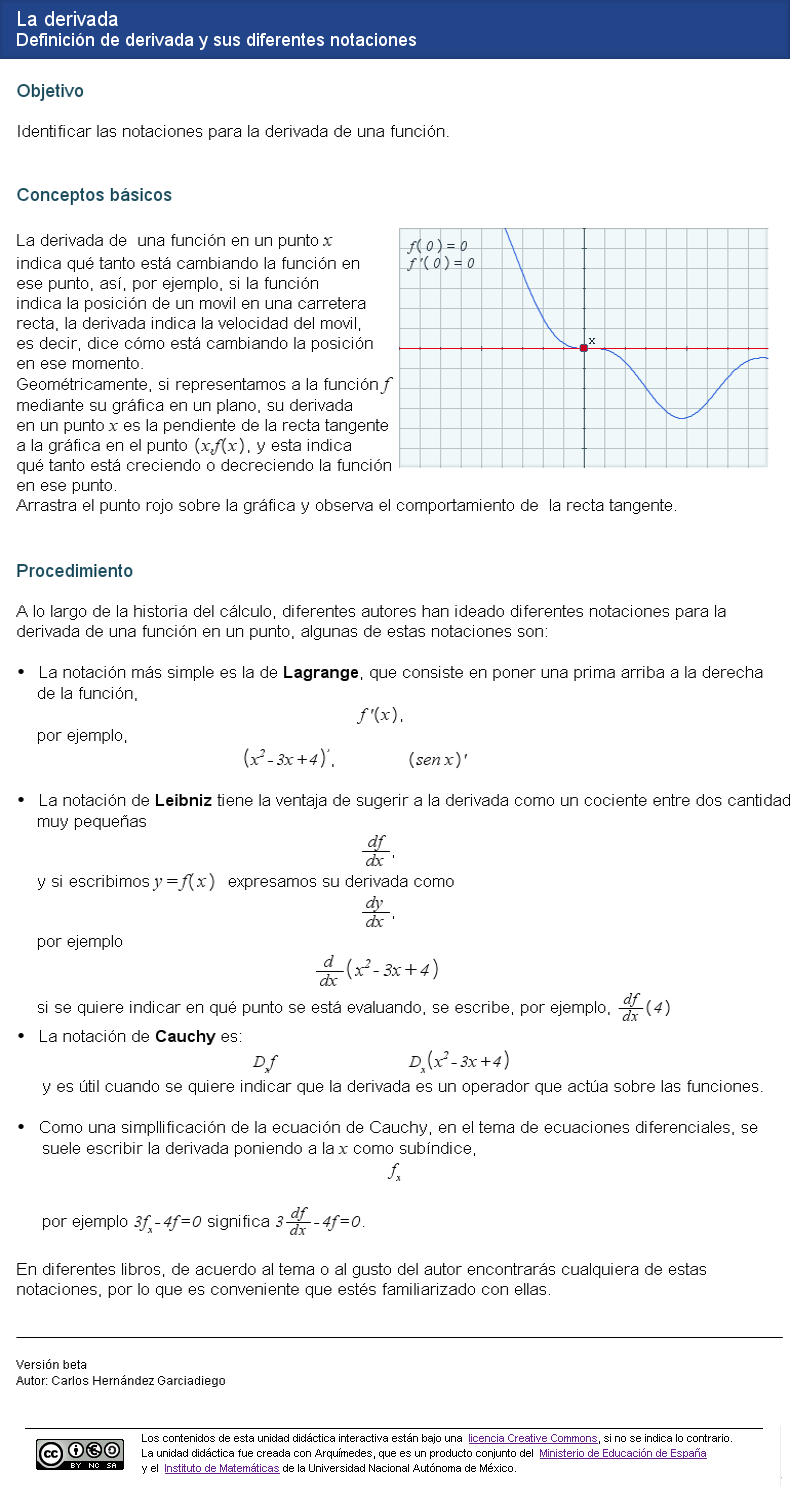 La derivada
Definición de derivada y sus diferentes notaciones
Objetivo
Identificar las notaciones para la derivada de una función.
Conceptos básicos
La derivada de una función en un punto x
indica qué tanto está cambiando la función en
ese punto, así, por ejemplo, si la función
indica la posición de un movil en una carretera
recta, la derivada indica la velocidad del movil,
es decir, dice cómo está cambiando la posición
en ese momento.
Geométricamente, si representamos a la función f
mediante su gráfica en un plano, su derivada
en un punto x es la pendiente de la recta tangente
a la gráfica en el punto (x,f(x), y esta indica
qué tanto está creciendo o decreciendo la función
en ese punto.
f(0)=0
f'(0)=0
x
Arrastra el punto rojo sobre la gráfica y observa el comportamiento de la recta tangente.
Procedimiento
A lo largo de la historia del cálculo, diferentes autores han ideado diferentes notaciones para la
derivada de una función en un punto, algunas de estas notaciones son:
• La notación más simple es la de Lagrange, que consiste en poner una prima arriba a la derecha
de la función,
f'(x),
por ejemplo,
(x²-3x+4)', (sen x)'
• La notación de Leibniz tiene la ventaja de sugerir a la derivada como un cociente entre dos cantidad
muy pequeñas
df/dx,
y si escribimos y=f(x) expresamos su derivada como
dy/dx,
por ejemplo
d/dx(x²-3x+4)
si se quiere indicar en qué punto se está evaluando, se escribe, por ejemplo, df/dx(4)
• La notación de Cauchy es:
Dₓf Dₓ(x²-3x+4)
y es útil cuando se quiere indicar que la derivada es un operador que actúa sobre las funciones.
• Como una simpllificación de la ecuación de Cauchy, en el tema de ecuaciones diferenciales, se
suele escribir la derivada poniendo a la x como subíndice,
fₓ
por ejemplo 3fₓ-4f=0 significa 3df/dx-4f=0.
En diferentes libros, de acuerdo al tema o al gusto del autor encontrarás cualquiera de estas
notaciones, por lo que es conveniente que estés familiarizado con ellas.
Versión beta
Autor: Carlos Hernández Garciadiego
cc BY NC SA
Los contenidos de esta unidad didáctica interactiva están bajo una licencia Creative Commons, si no se indica lo contrario.
La unidad didáctica fue creada con Arquímedes, que es un producto conjunto del Ministerio de Educación de España
y el Instituto de Matemáticas de la Universidad Nacional Autónoma de México.